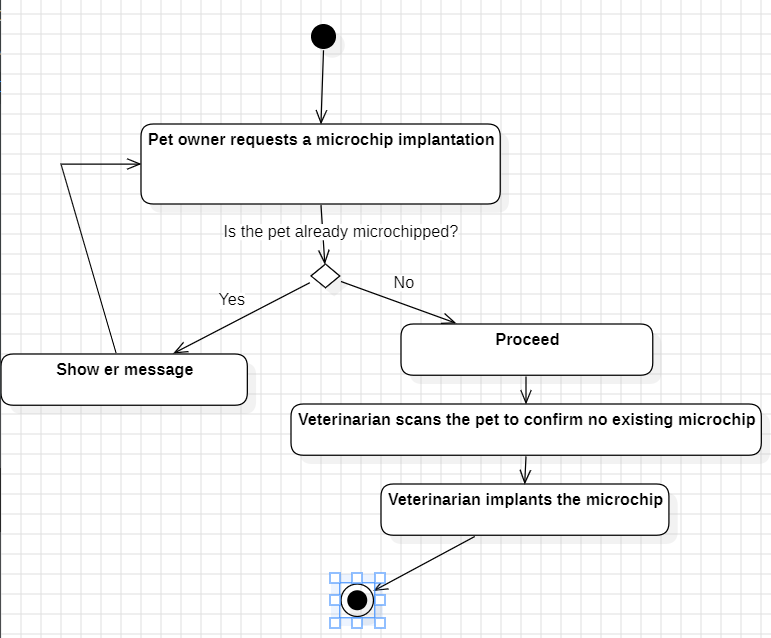 Pet owner requests a microchip implantation
Is the pet already microchipped?
Yes
No
Proceed
Show er message
Veterinarian scans the pet to confirm no existing microchip
Veterinarian implants the microchip